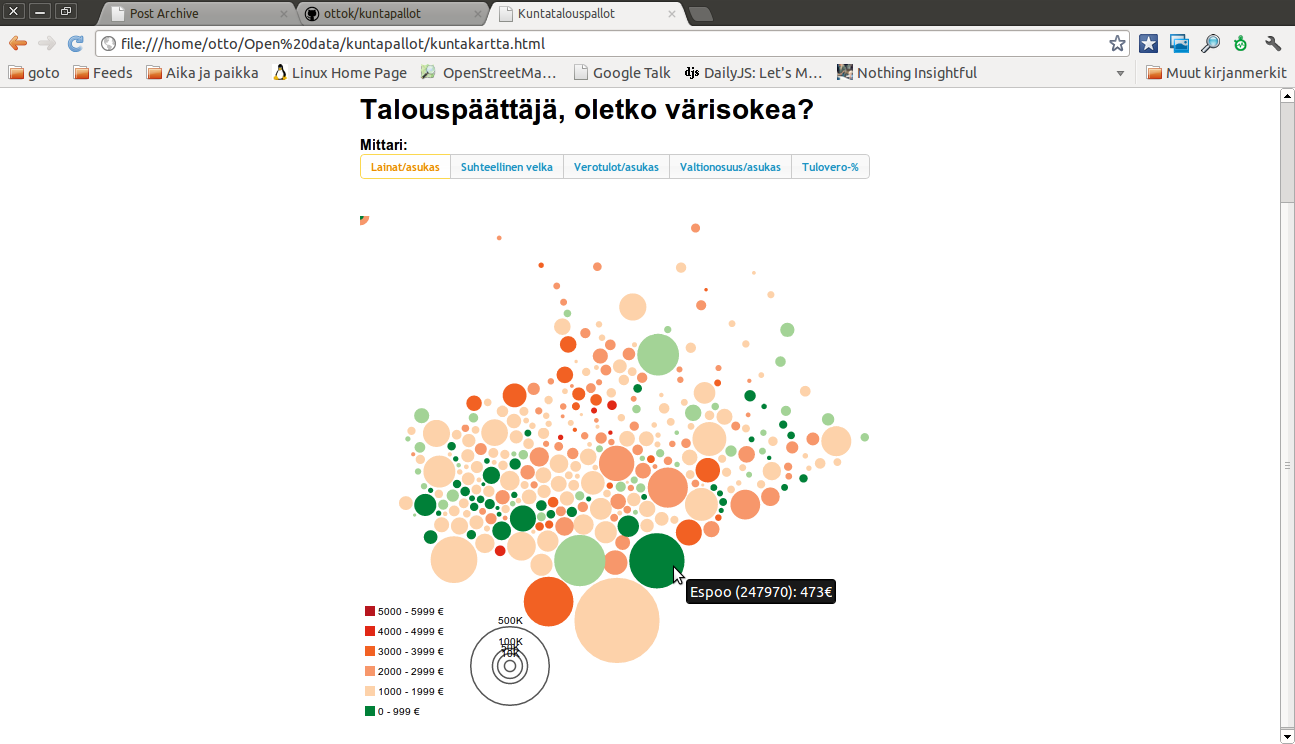 Post Archive
ottok/kuntapallot
Kuntatalouspallot
file:///home/otto/Open%20data/kuntapallot/kuntakartta.html
goto
Feeds
Aika ja paikka
Linux Home Page
OpenStreetMa...
Google Talk
djs DailyJS: Let's M...
Nothing Insightful
Muut kirjanmerkit
Talouspäättäjä, oletko värisokea?
Mittari:
Lainat/asukas
Suhteellinen velka
Verotulot/asukas
Valtionosuus/asukas
Tulovero-%
Espoo (247970): 473€
5000 - 5999 €
4000 - 4999 €
3000 - 3999 €
2000 - 2999 €
1000 - 1999 €
0 - 999 €
500K
100K
50K
10K